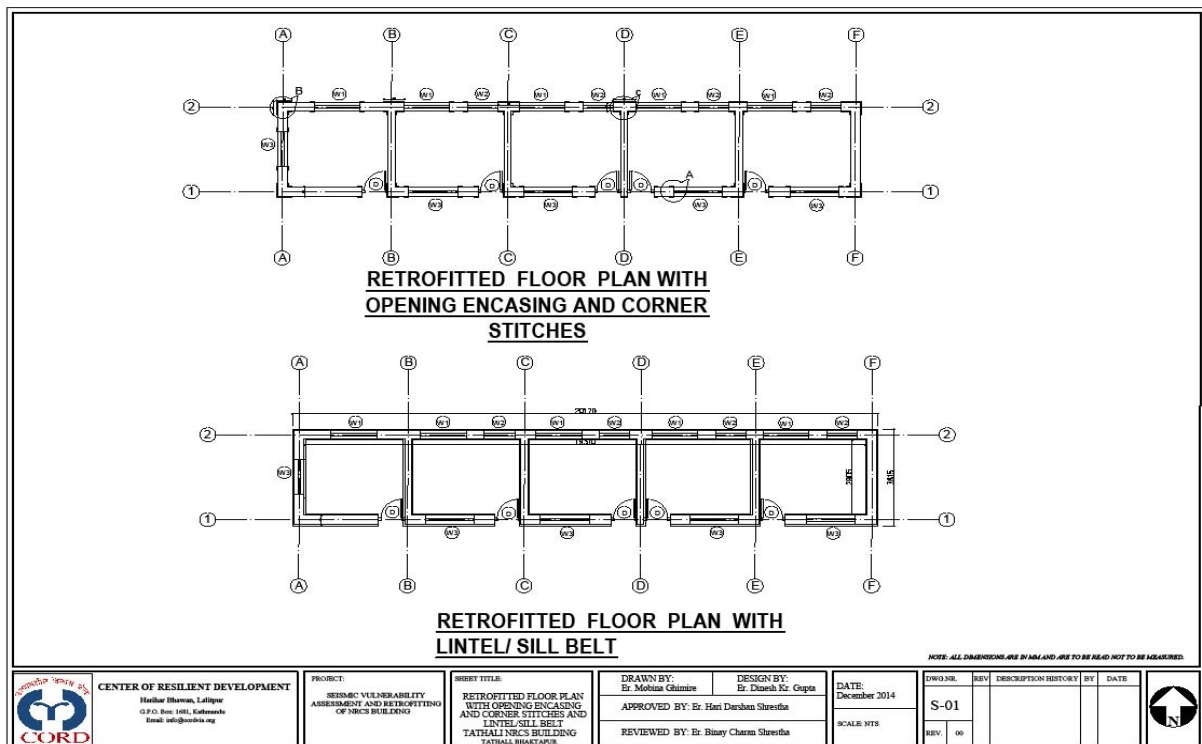 A
B
C
D
E
F
2
B
W1
W1
W2
W1
W2
C
W1
W2
W1
W2
2
W3
D
D
D
D
A
D
1
1
W3
W3
W3
W3
A
B
C
D
E
F
RETROFITTED FLOOR PLAN WITH
OPENING ENCASING AND CORNER
STITCHES
A
B
C
D
E
F
W1
W1
W2
W1
W2
W1
W2
W1
W2
2
2
W3
2805
3815
D
D
D
D
D
1
1
W3
W3
W3
W3
A
B
C
D
E
F
RETROFITTED FLOOR PLAN WITH
LINTEL/ SILL BELT
NOTE: ALL DIMENSIONS ARE IN MM AND ARE TO BE READ NOT TO BE MEASURED.
CORD
CENTER OF RESILIENT DEVELOPMENT
Harihar Bhawan, Lalitpur
G.P.O. Box: 1681, Kathmandu
Email: info@cordvia.org
PROJECT:
SEISMIC VULNERABILITY
ASSESSMENT AND RETROFITTING
OF NRCS BUILDING
SHEET TITLE:
RETROFITTED FLOOR PLAN
WITH OPENING ENCASING
AND CORNER STITCHES AND
LINTEL/SILL BELT
TATHALI NRCS BUILDING
TATHALI, BHAKTAPUR
DRAWN BY:
Er. Mobina Ghimire
DESIGN BY:
Er. Dinesh Kr. Gupta
APPROVED BY: Er. Hari Darshan Shrestha
REVIEWED BY: Er. Binay Charan Shrestha
DATE:
December 2014
SCALE: NTS
DWG.NR.
REV
DESCRIPTION HISTORY
BY
DATE
S-01
REV.
00
N